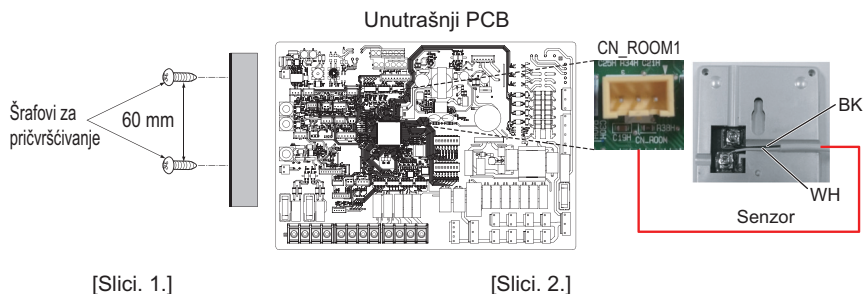 Unutrašnji PCB
CN_ROOM1
Šrafovi za
pričvršćivanje
60 mm
BK
WH
Senzor
[Slici. 1.]
[Slici. 2.]